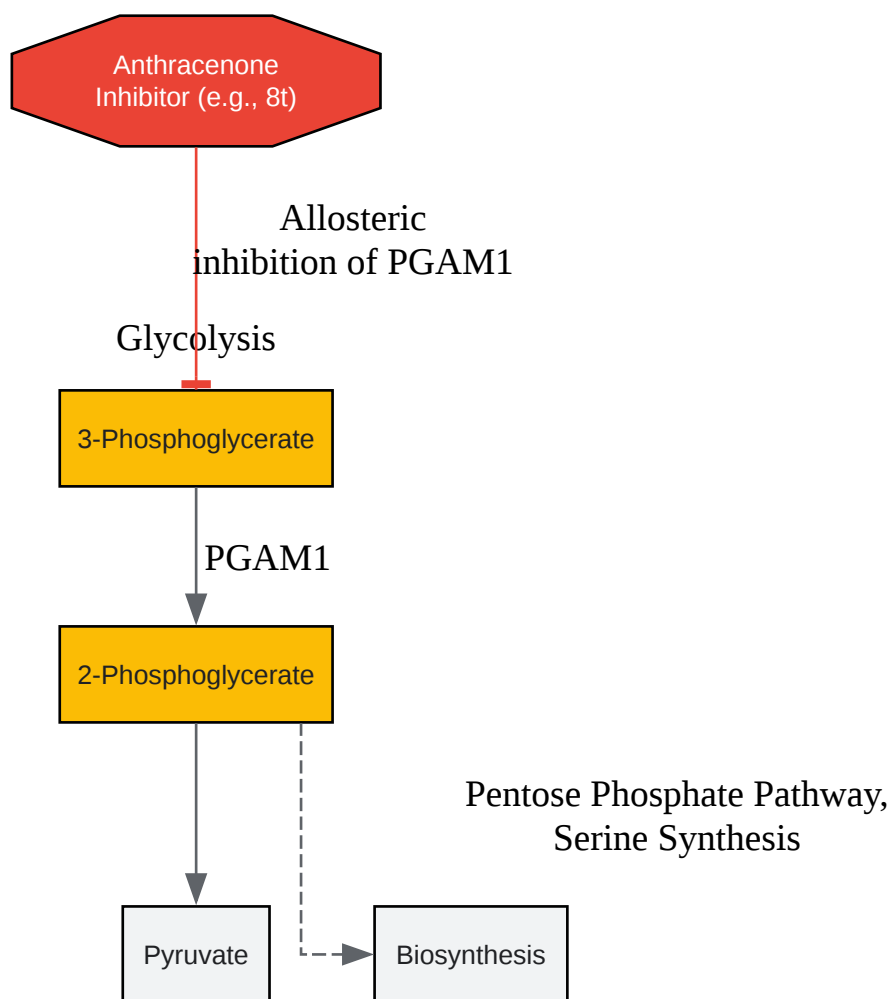 Anthracenone
Inhibitor (e.g., 8t)
Allosteric
inhibition of PGAM1
Glycolysis
3-Phosphoglycerate
PGAM1
2-Phosphoglycerate
Pentose Phosphate Pathway,
Serine Synthesis
Pyruvate
Biosynthesis